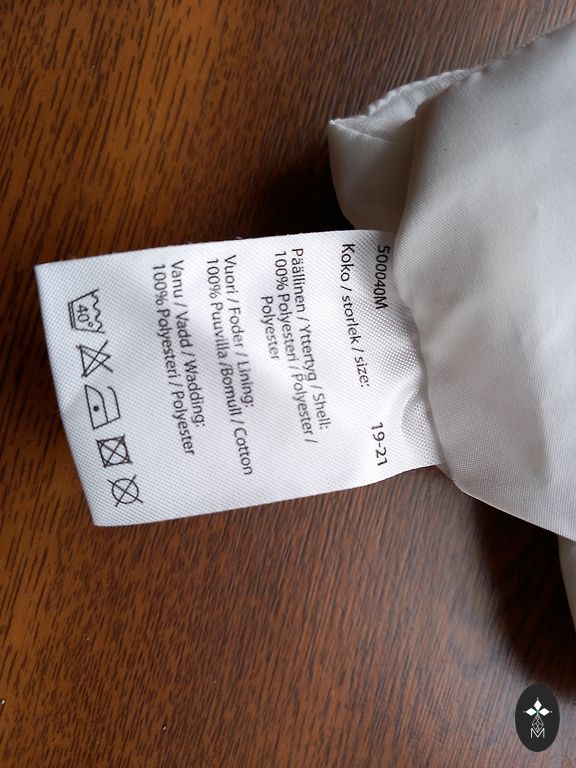 500040M
Koko / storlek / size: 19-21
Päällinen / Yttertyg / Shell:
100% Polyesteri / Polyester /
Polyester
Vuori / Foder / Lining:
100% Puuvilla /Bomull / Cotton
Vanu / Vadd / Wadding:
100% Polyesteri / Polyester
40°
M